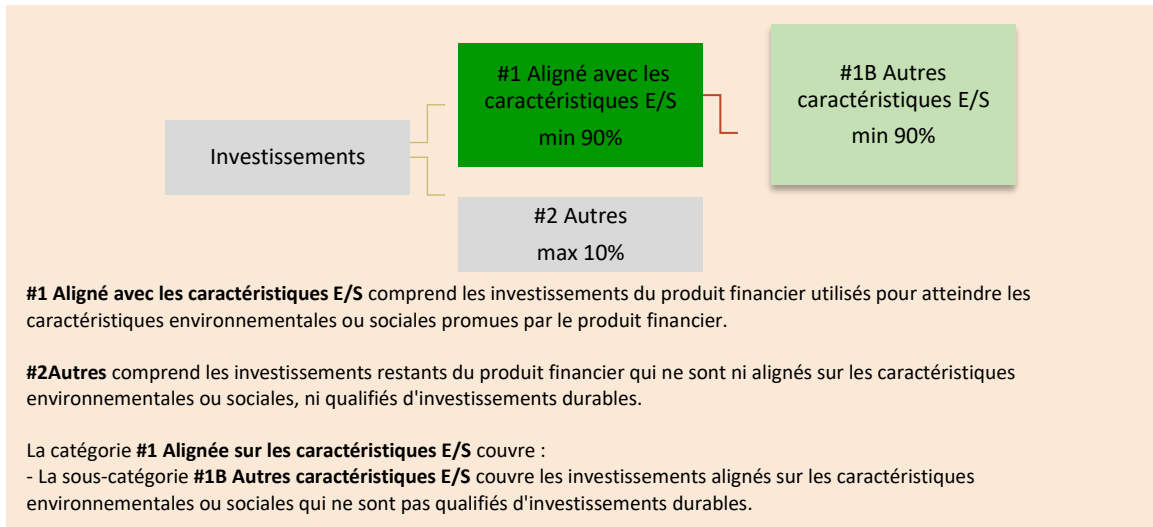 #1 Aligné avec les
caractéristiques E/S
min 90%
#1B Autres
caractéristiques E/S
min 90%
Investissements
#2 Autres
max 10%
#1 Aligné avec les caractéristiques E/S comprend les investissements du produit financier utilisés pour atteindre les
caractéristiques environnementales ou sociales promues par le produit financier.
#2Autres comprend les investissements restants du produit financier qui ne sont ni alignés sur les caractéristiques
environnementales ou sociales, ni qualifiés d'investissements durables.
La catégorie #1 Alignée sur les caractéristiques E/S couvre :
- La sous-catégorie #1B Autres caractéristiques E/S couvre les investissements alignés sur les caractéristiques
environnementales ou sociales qui ne sont pas qualifiés d'investissements durables.